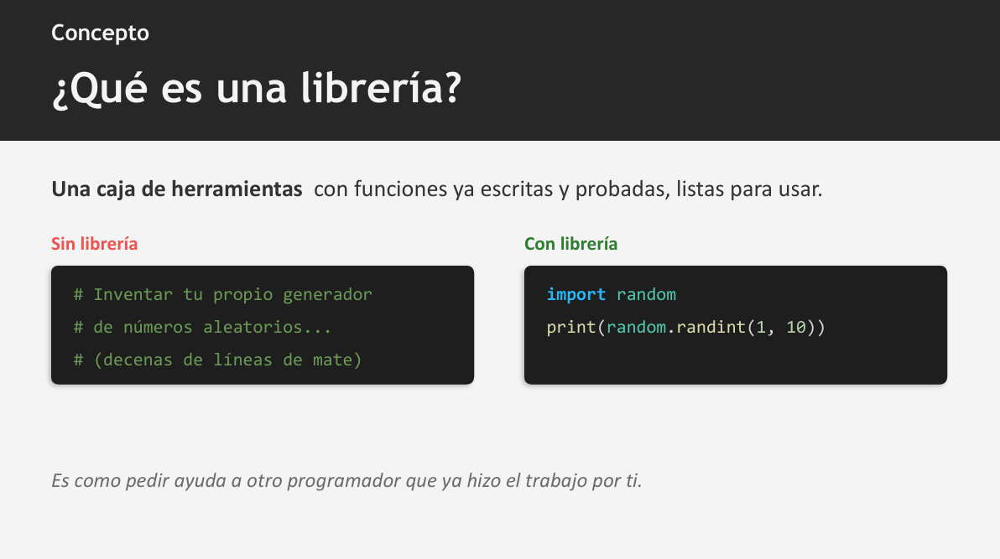 Concepto
¿Qué es una librería?
Una caja de herramientas con funciones ya escritas y probadas, listas para usar.
Sin librería
# Inventar tu propio generador
# de números aleatorios...
# (decenas de líneas de mate)
Con librería
import random
print(random.randint(1, 10))
Es como pedir ayuda a otro programador que ya hizo el trabajo por ti.